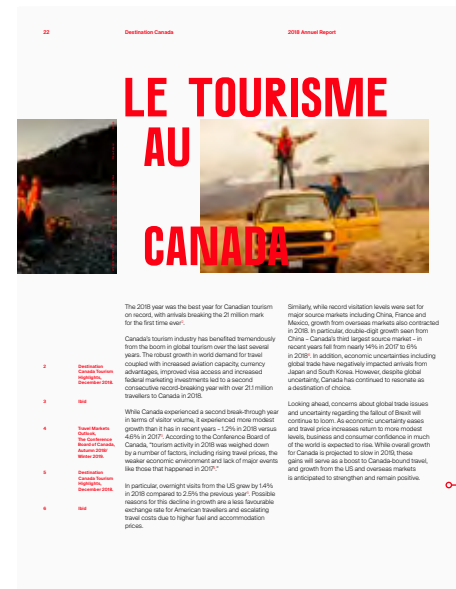 22
Destination Canada
2018 Annual Report
LE TOURISME
AU
CANADA
The 2018 year was the best year for Canadian tourism
on record, with arrivals breaking the 21 million mark
for the first time ever².
Canada's tourism industry has benefited tremendously
from the boom in global tourism over the last several
years. The robust growth in world demand for travel
coupled with increased aviation capacity, currency
advantages, improved visa access and increased
federal marketing investments led to a second
consecutive record-breaking year with over 21.1 million
travellers to Canada in 2018.
While Canada experienced a second break-through year
in terms of visitor volume, it experienced more modest
growth than it has in recent years – 1.2% in 2018 versus
4.6% in 2017³. According to the Conference Board of
Canada, "tourism activity in 2018 was weighed down
by a number of factors, including rising travel prices, the
weaker economic environment and lack of major events
like those that happened in 2017⁴."
In particular, overnight visits from the US grew by 1.4%
in 2018 compared to 2.5% the previous year⁵. Possible
reasons for this decline in growth are a less favourable
exchange rate for American travellers and escalating
travel costs due to higher fuel and accommodation
prices.
Similarly, while record visitation levels were set for
major source markets including China, France and
Mexico, growth from overseas markets also contracted
in 2018. In particular, double-digit growth seen from
China – Canada's third largest source market – in
recent years fell from nearly 14% in 2017 to 6%
in 2018⁶. In addition, economic uncertainties including
global trade have negatively impacted arrivals from
Japan and South Korea. However, despite global
uncertainty, Canada has continued to resonate as
a destination of choice.
Looking ahead, concerns about global trade issues
and uncertainty regarding the fallout of Brexit will
continue to loom. As economic uncertainty eases
and travel price increases return to more modest
levels, business and consumer confidence in much
of the world is expected to rise. While overall growth
for Canada is projected to slow in 2019, these
gains will serve as a boost to Canada-bound travel,
and growth from the US and overseas markets
is anticipated to strengthen and remain positive.
2 Destination
Canada Tourism
Highlights,
December 2018.
3 Ibid
4 Travel Markets
Outlook,
The Conference
Board of Canada,
Autumn 2018/
Winter 2019.
5 Destination
Canada Tourism
Highlights,
December 2018.
6 Ibid